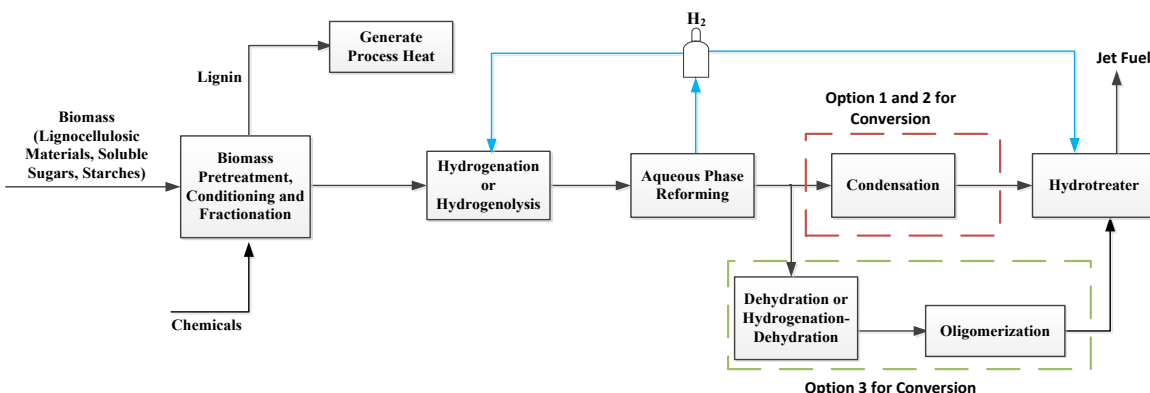 H2
Generate
Process Heat
Jet Fuel
Lignin
Option 1 and 2 for
Conversion
Biomass
(Lignocellulosic
Materials, Soluble
Sugars, Starches)
Biomass
Pretreatment,
Conditioning and
Fractionation
Hydrogenation
or
Hydrogenolysis
Aqueous Phase
Reforming
Condensation
Hydrotreater
Chemicals
Dehydration or
Hydrogenation-
Dehydration
Oligomerization
Option 3 for Conversion